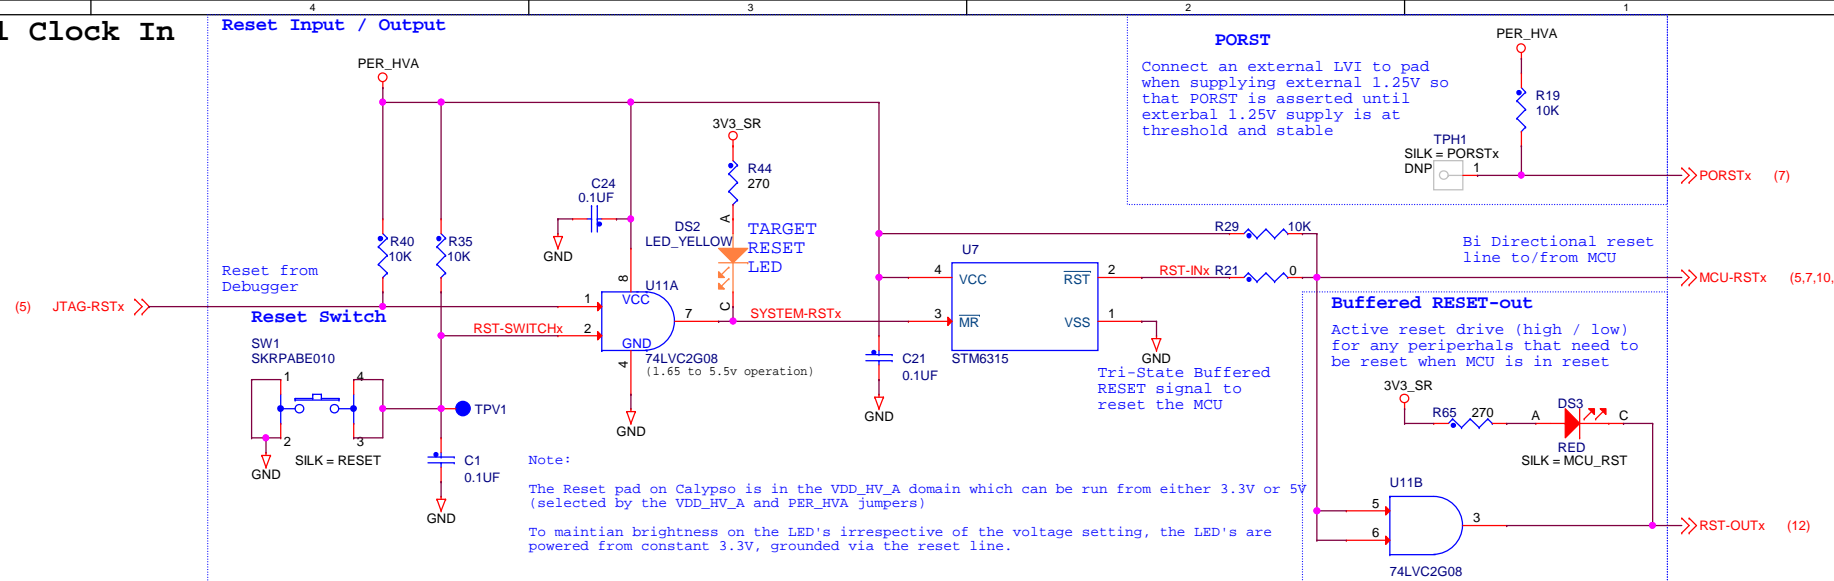 4
3
2
1
l Clock In
Reset Input / Output
PER_HVA
3V3_SR
R44
270
C24
0.1UF
GND
A
DS2
LED_YELLOW
TARGET
RESET
LED
C
R40
10K
R35
10K
Reset from
Debugger
(5)
JTAG-RSTx
Reset Switch
SW1
SKRPABE010
1
4
2
3
GND
SILK = RESET
RST-SWITCHx
TPV1
C1
0.1UF
GND
8
U11A
VCC
1
2
7
GND
4
74LVC2G08
(1.65 to 5.5v operation)
GND
SYSTEM-RSTx
PORST
Connect an external LVI to pad
when supplying external 1.25V so
that PORST is asserted until
exterbal 1.25V supply is at
threshold and stable
PER_HVA
R19
10K
TPH1
SILK = PORSTx
DNP
1
PORSTx
(7)
R29
10K
U7
4
VCC
RST
2
3
MR
VSS
1
STM6315
RST-INx
R21
0
GND
C21
0.1UF
GND
Tri-State Buffered
RESET signal to
reset the MCU
Bi Directional reset
line to/from MCU
MCU-RSTx
(5,7,10,
Buffered RESET-out
Active reset drive (high / low)
for any periperhals that need to
be reset when MCU is in reset
3V3_SR
R65
270
A
DS3
C
RED
SILK = MCU_RST
U11B
5
6
3
74LVC2G08
RST-OUTx
(12)
Note:
The Reset pad on Calypso is in the VDD_HV_A domain which can be run from either 3.3V or 5V
(selected by the VDD_HV_A and PER_HVA jumpers)
To maintian brightness on the LED's irrespective of the voltage setting, the LED's are
powered from constant 3.3V, grounded via the reset line.